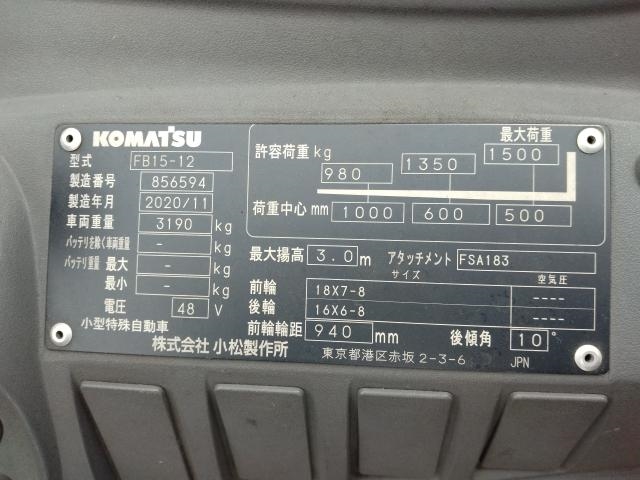 KOMATSU
型式 FB15-12
製造番号 856594
製造年月 2020/11
車両重量 3190 kg
バッテリを除く車両重量 - kg
バッテリ重量 最大 - kg
最小 - kg
電圧 48 V
小型特殊自動車
最大荷重
許容荷重 kg 980 1350 1500
荷重中心 mm 1000 600 500
最大揚高 3.0 m アタッチメント FSA183
サイズ 空気圧
前輪 18X7-8 ----
後輪 16X6-8 ----
前輪輪距 940 mm 後傾角 10°
株式会社 小松製作所 東京都港区赤坂2-3-6 JPN